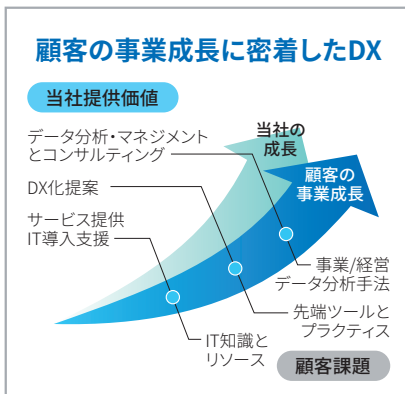 顧客の事業成長に密着したDX
当社提供価値
データ分析・マネジメント
とコンサルティング
DX化提案
サービス提供
IT導入支援
当社の
成長
顧客の
事業成長
事業/経営
データ分析手法
先端ツールと
プラクティス
IT知識と
リソース
顧客課題